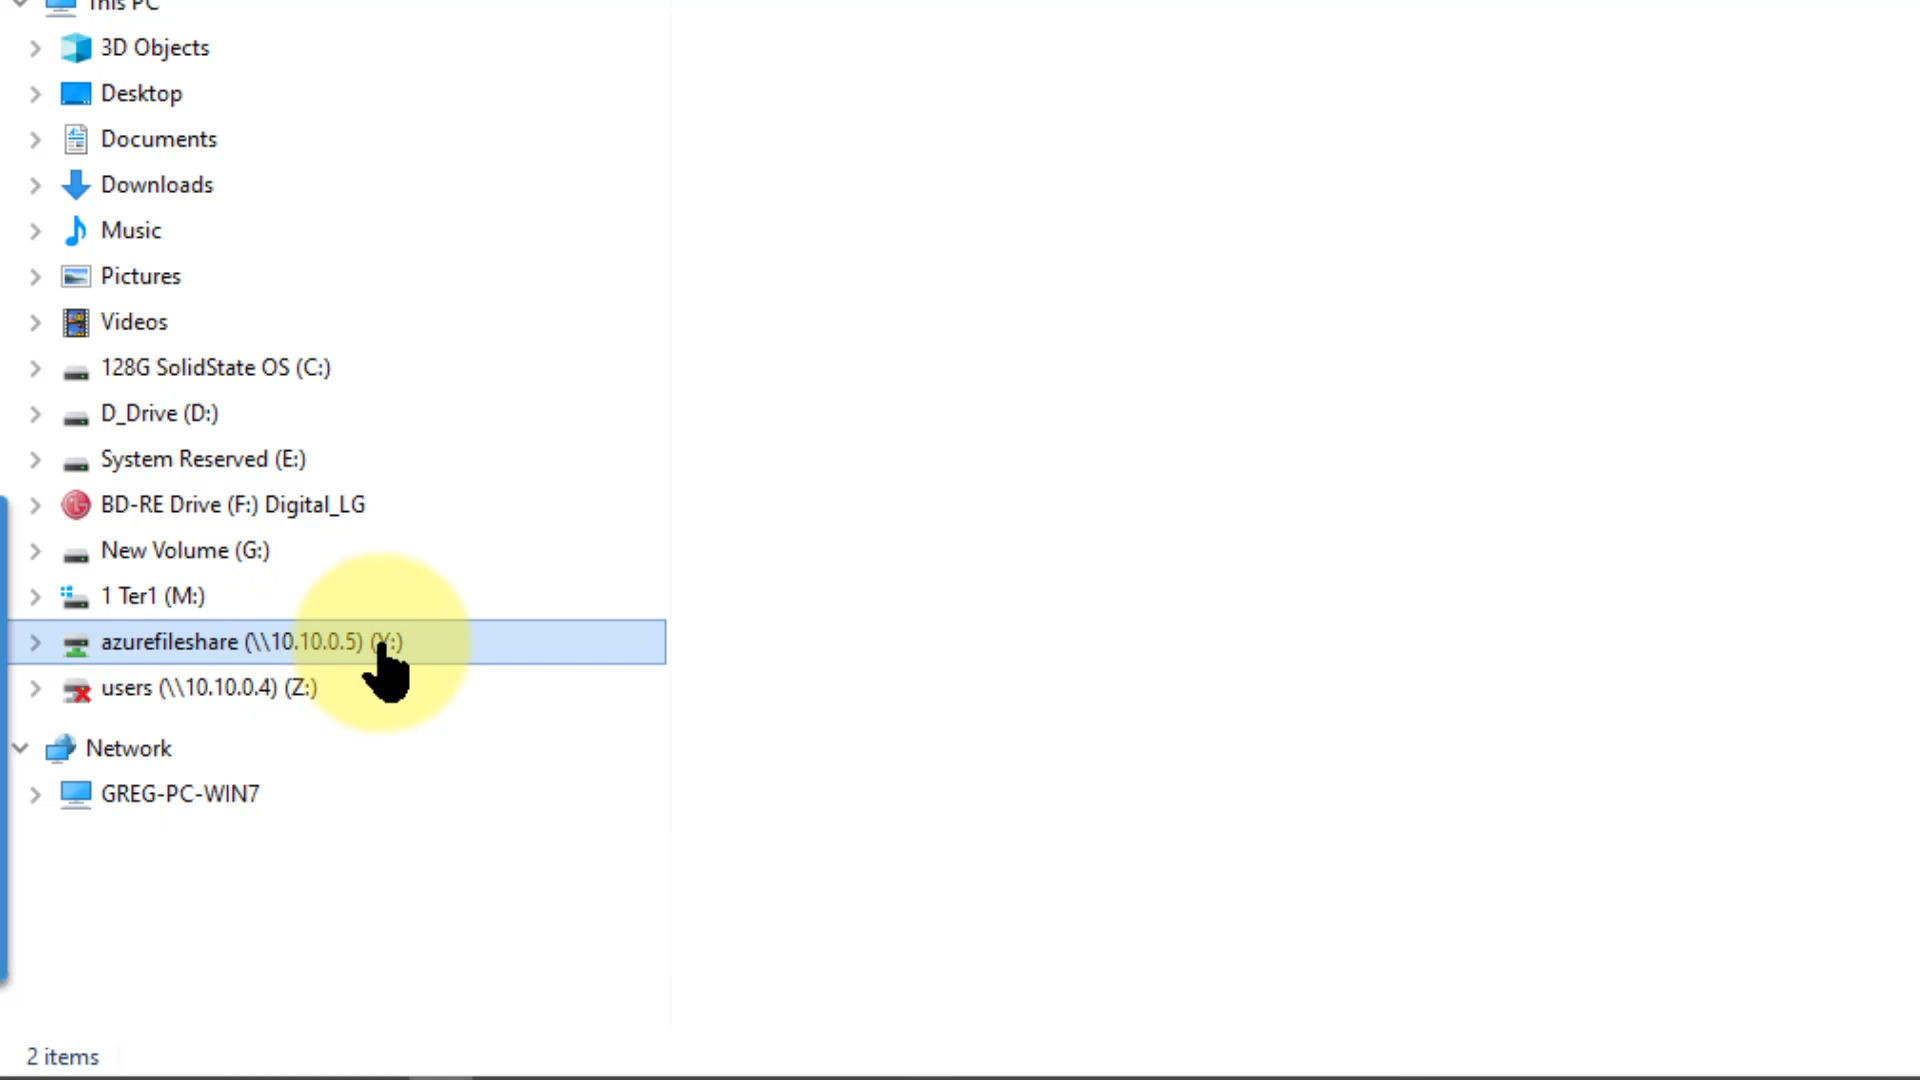 This PC
3D Objects
Desktop
Documents
Downloads
Music
Pictures
Videos
128G SolidState OS (C:)
D_Drive (D:)
System Reserved (E:)
BD-RE Drive (F:) Digital_LG
New Volume (G:)
1 Ter1 (M:)
azurefileshare (\\10.10.0.5) (Y:)
users (\\10.10.0.4) (Z:)
Network
GREG-PC-WIN7
2 items